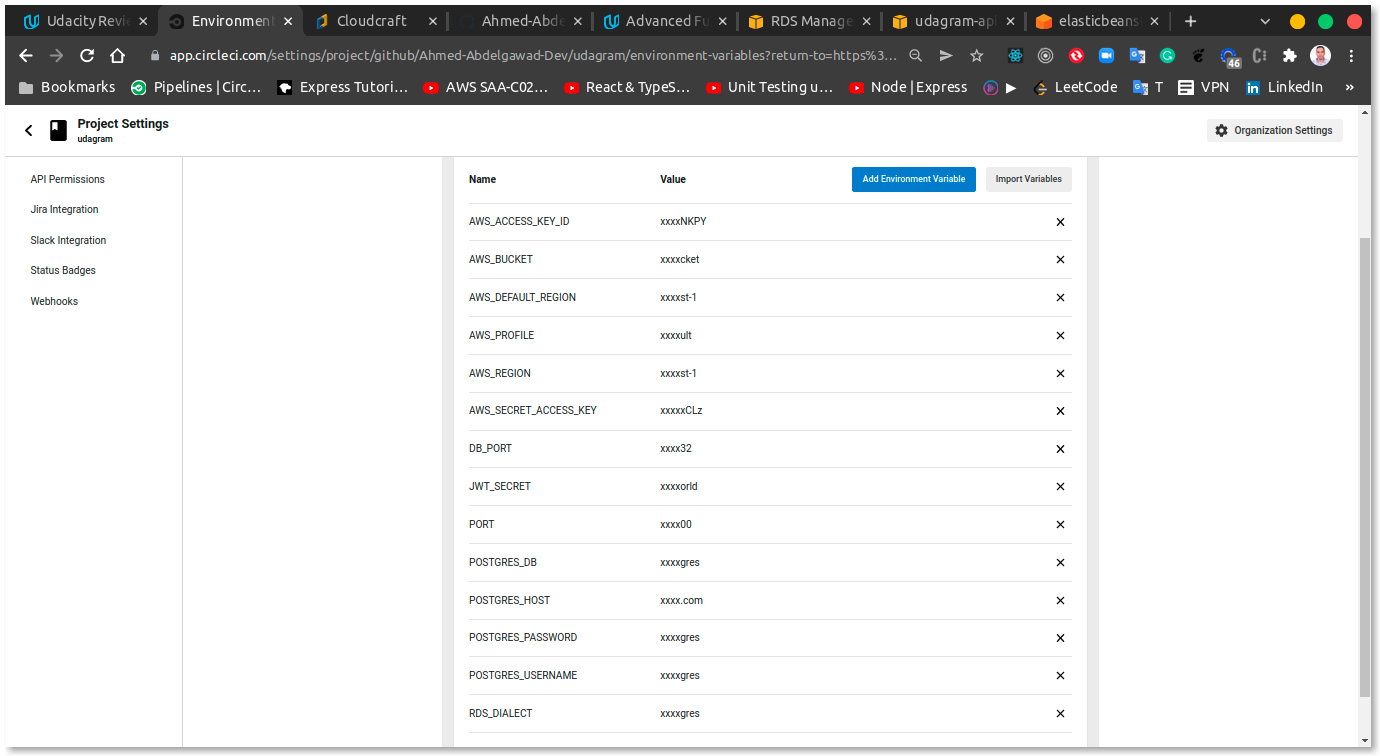 Udacity Revi
Environment
Cloudcraft
Ahmed-Abde
Advanced Fu
RDS Manage
udagram-api
elasticbeans
app.circleci.com/settings/project/github/Ahmed-Abdelgawad-Dev/udagram/environment-variables?return-to=https%3...
46
Bookmarks
Pipelines | Circ...
Express Tutori...
AWS SAA-C02...
React & TypeS...
Unit Testing u...
Node | Express
LeetCode
T
VPN
LinkedIn
»
Project Settings
udagram
Organization Settings
API Permissions
Jira Integration
Slack Integration
Status Badges
Webhooks
Name Value Add Environment Variable Import Variables
AWS_ACCESS_KEY_ID xxxxNKPY
AWS_BUCKET xxxxcket
AWS_DEFAULT_REGION xxxxst-1
AWS_PROFILE xxxxult
AWS_REGION xxxxst-1
AWS_SECRET_ACCESS_KEY xxxxxCLz
DB_PORT xxxx32
JWT_SECRET xxxxorld
PORT xxxx00
POSTGRES_DB xxxxgres
POSTGRES_HOST xxxx.com
POSTGRES_PASSWORD xxxxgres
POSTGRES_USERNAME xxxxgres
RDS_DIALECT xxxxgres